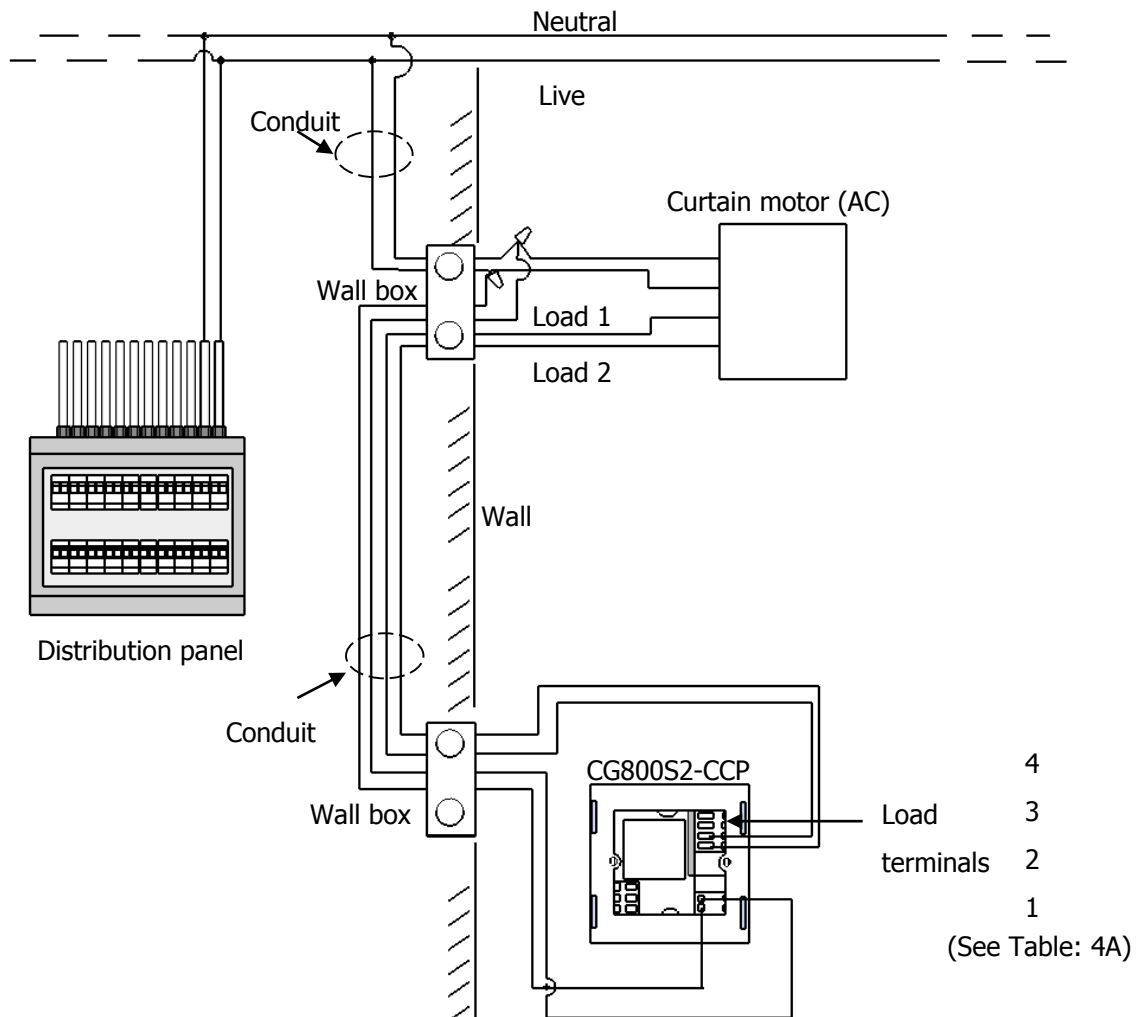 Neutral
Live
Conduit
Curtain motor (AC)
Wall box
Load 1
Load 2
Wall
Distribution panel
Conduit
CG800S2-CCP
Wall box
Load
terminals
4
3
2
1
(See Table: 4A)